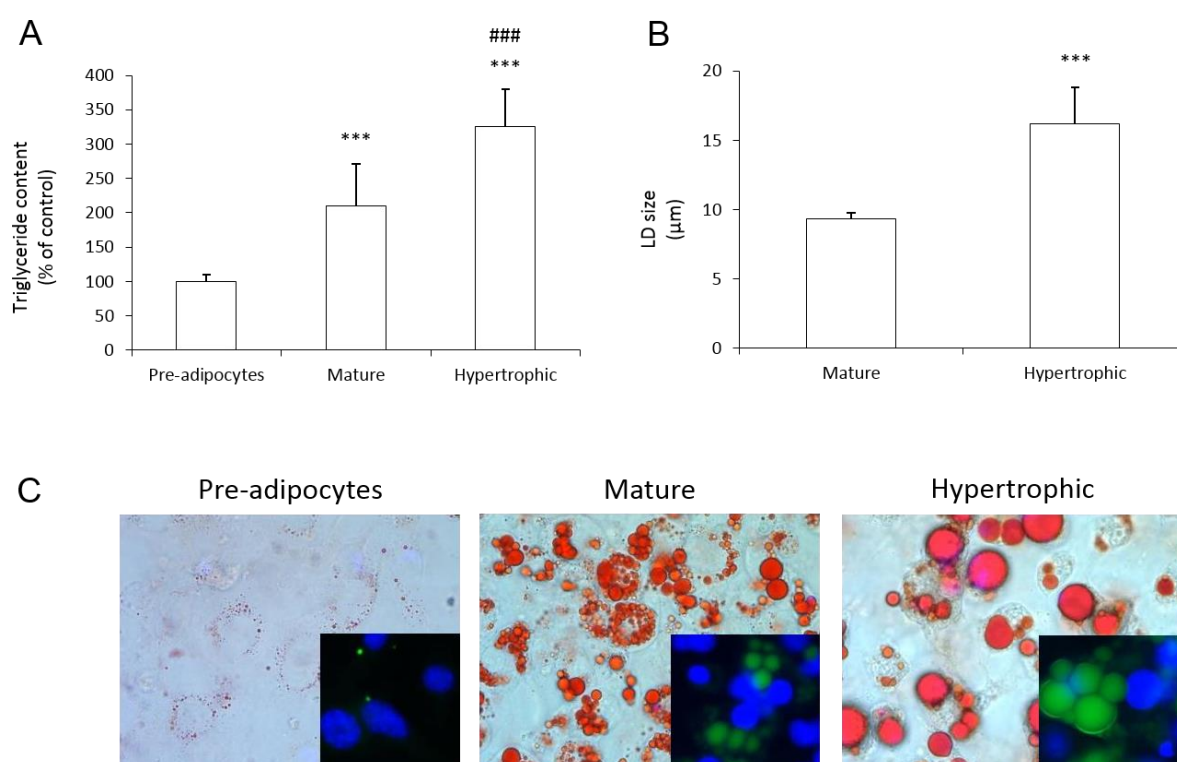 A
###
***
***
400
350
300
250
200
150
100
50
0
Triglyceride content
(% of control)
Pre-adipocytes Mature Hypertrophic
B
***
20
15
10
5
0
LD size
(µm)
Mature Hypertrophic
C
Pre-adipocytes Mature Hypertrophic